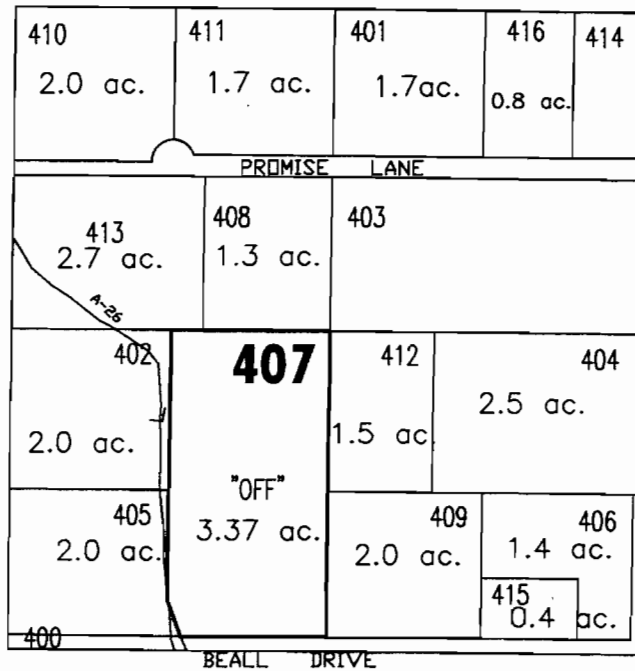 410
2.0 ac.
411
1.7 ac.
401
1.7ac.
416
0.8 ac.
414
PROMISE LANE
413
2.7 ac.
408
1.3 ac.
403
A-26
402
2.0 ac.
407
"OFF"
3.37 ac.
412
1.5 ac.
404
2.5 ac.
405
2.0 ac.
409
2.0 ac.
406
1.4 ac.
415
0.4 ac.
400
BEALL DRIVE